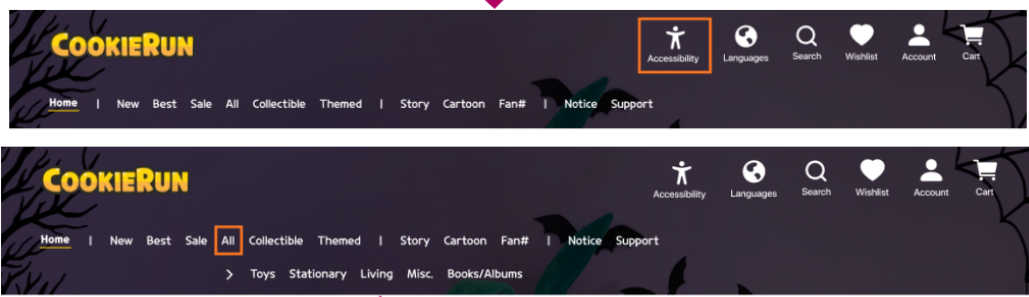 COOKIERUN
Accessibility Languages Search Wishlist Account Cart
Home | New Best Sale All Collectible Themed | Story Cartoon Fan# | Notice Support
COOKIERUN
Accessibility Languages Search Wishlist Account Cart
Home | New Best Sale All Collectible Themed | Story Cartoon Fan# | Notice Support
> Toys Stationary Living Misc. Books/Albums